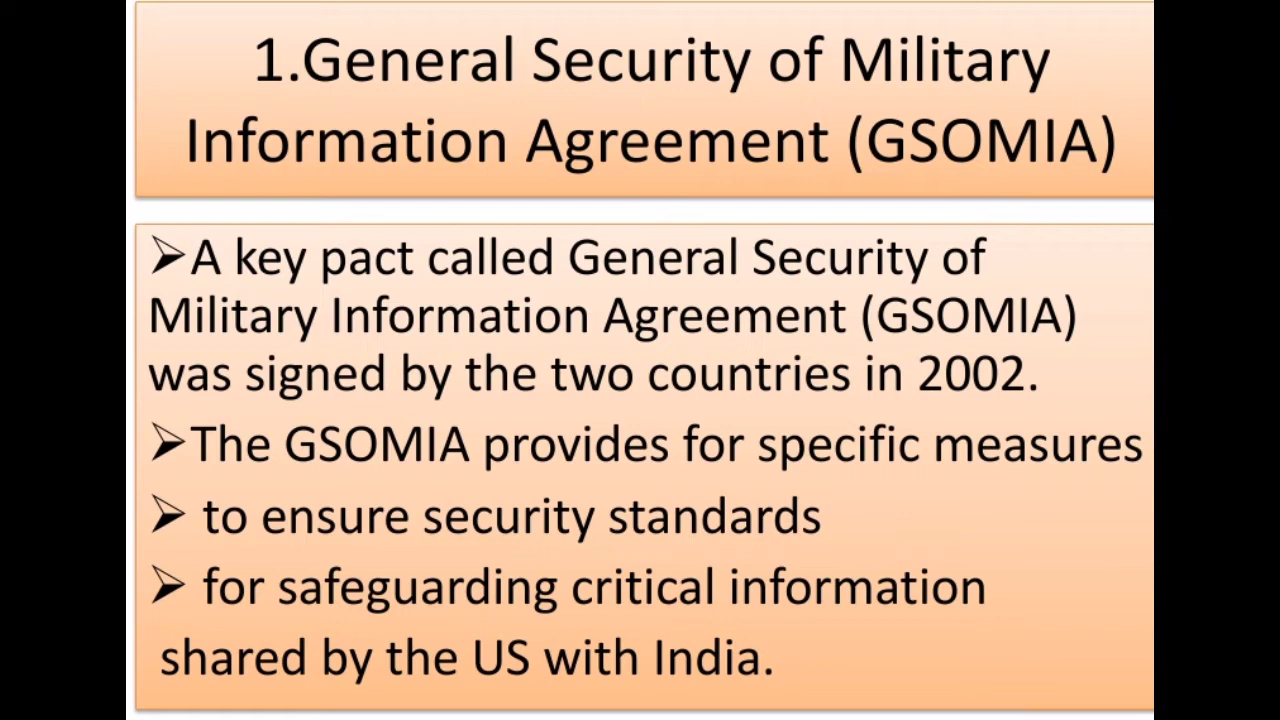 1.General Security of Military
Information Agreement (GSOMIA)
➢A key pact called General Security of
Military Information Agreement (GSOMIA)
was signed by the two countries in 2002.
➢The GSOMIA provides for specific measures
➢ to ensure security standards
➢ for safeguarding critical information
shared by the US with India.